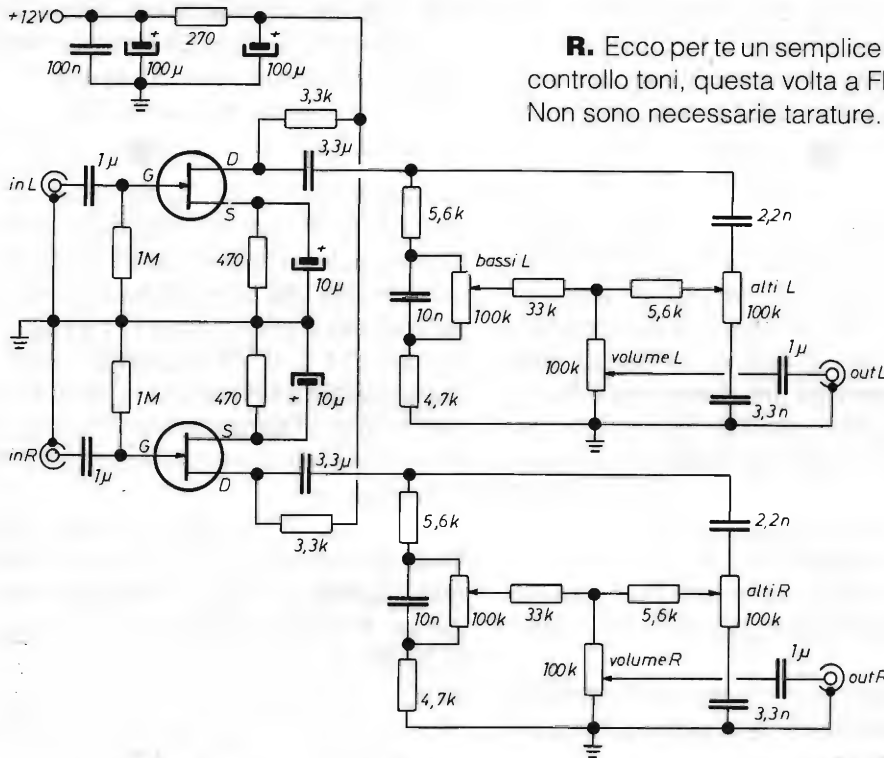 +12V
270
100n
100µ
100µ
R. Ecco per te un semplice
controllo toni, questa volta a
Non sono necessarie tarature.
3,3k
3,3µ
1µ
G
D
S
in L
1M
470
10µ
5,6k
bassi L
10n
100k
33k
5,6k
2,2n
alti L
100k
4,7k
100k
volume L
1µ
out L
3,3n
1M
470
10µ
in R
1µ
G
S
D
3,3µ
3,3k
5,6k
10n
100k
33k
5,6k
2,2n
alti R
100k
4,7k
100k
volume R
1µ
out R
3,3n